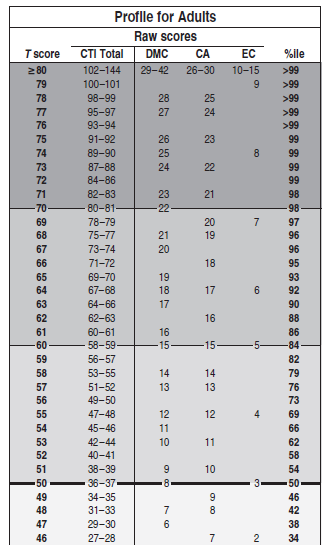 Profile for Adults
Raw scores
T score CTI Total DMC CA EC %ile
≥80 102–144 29–42 26–30 10–15 >99
79 100–101 9 >99
78 98–99 28 25 >99
77 95–97 27 24 >99
76 93–94 >99
75 91–92 26 23 99
74 89–90 25 8 99
73 87–88 24 22 99
72 84–86 99
71 82–83 23 21 98
70 80–81 22 98
69 78–79 20 7 97
68 75–77 21 19 96
67 73–74 20 96
66 71–72 18 95
65 69–70 19 93
64 67–68 18 17 6 92
63 64–66 17 90
62 62–63 16 88
61 60–61 16 86
60 58–59 15 15 5 84
59 56–57 82
58 53–55 14 14 79
57 51–52 13 13 76
56 49–50 73
55 47–48 12 12 4 69
54 45–46 11 66
53 42–44 10 11 62
52 40–41 58
51 38–39 9 10 54
50 36–37 8 3 50
49 34–35 9 46
48 31–33 7 8 42
47 29–30 6 38
46 27–28 7 2 34